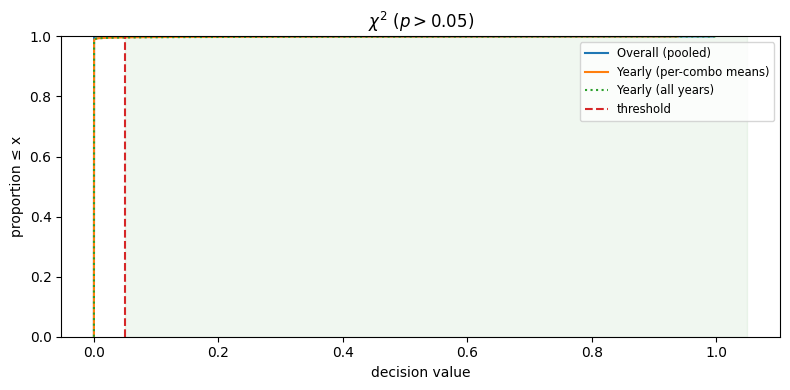 χ² (p > 0.05)
proportion ≤ x
1.0
0.8
0.6
0.4
0.2
0.0
Overall (pooled)
Yearly (per-combo means)
Yearly (all years)
threshold
0.0 0.2 0.4 0.6 0.8 1.0
decision value